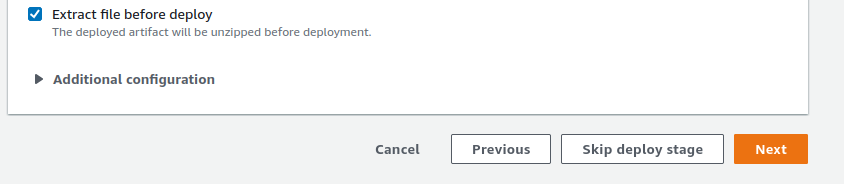 Extract file before deploy
The deployed artifact will be unzipped before deployment.
Additional configuration
Cancel Previous Skip deploy stage Next